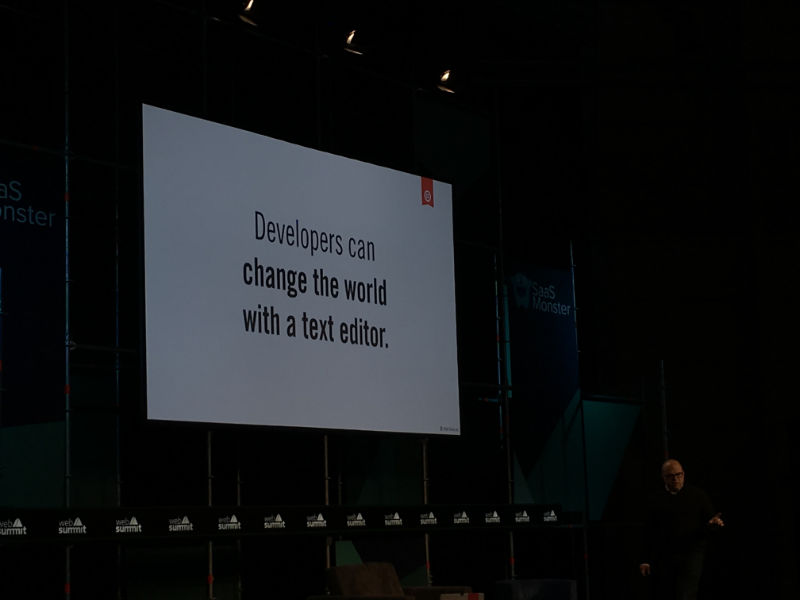 aS
onster
Developers can
change the world
with a text editor.
SaaS
Monster
web summit web summit web summit web summit web summit web summit web summit web summit web summit web summit web summit web summit web summit web summit